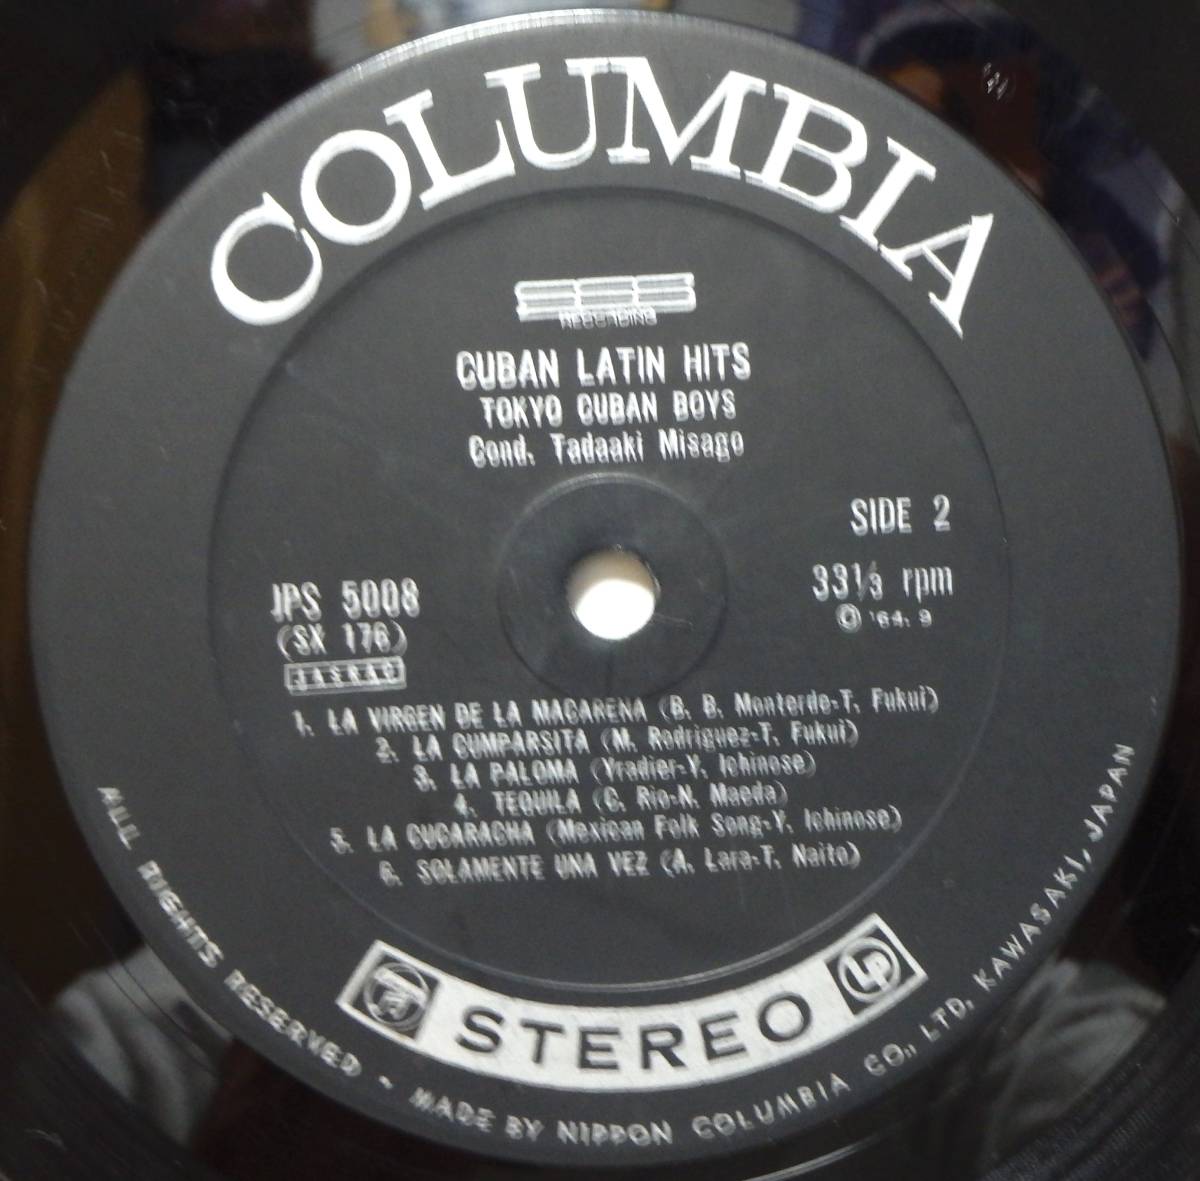 COLUMBIA
SSS
RECORDING
CUBAN LATIN HITS
TOKYO CUBAN BOYS
Cond. Tadaaki Misago
SIDE 2
JPS 5008
33⅓ rpm
(SX 176)
Ⓟ '64. 9
JASRAC
1. LA VIRGEN DE LA MACARENA (B. B. Monterde-T. Fukui)
2. LA CUMPARSITA (M. Rodriguez-T. Fukui)
3. LA PALOMA (Yradier-Y. Ichinose)
4. TEQUILA (C. Rio-N. Maeda)
5. LA CUCARACHA (Mexican Folk Song-Y. Ichinose)
6. SOLAMENTE UNA VEZ (A. Lara-T. Naito)
STEREO
LP
ALL RIGHTS RESERVED · MADE BY NIPPON COLUMBIA CO., LTD. KAWASAKI, JAPAN